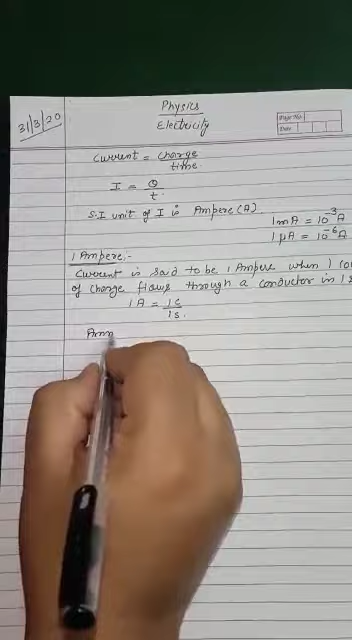 Physics
31/3/20
Electricity
Page No.
Date
Current = charge
time.
I = Q
t.
S.I unit of I is Ampere (A).
1mA = 10⁻³A
1μA = 10⁻⁶A
1 Ampere:-
Current is said to be 1 Ampere when 1 cou
of charge flows through a conductor in 1 s
1A = 1C
1s.
Amm